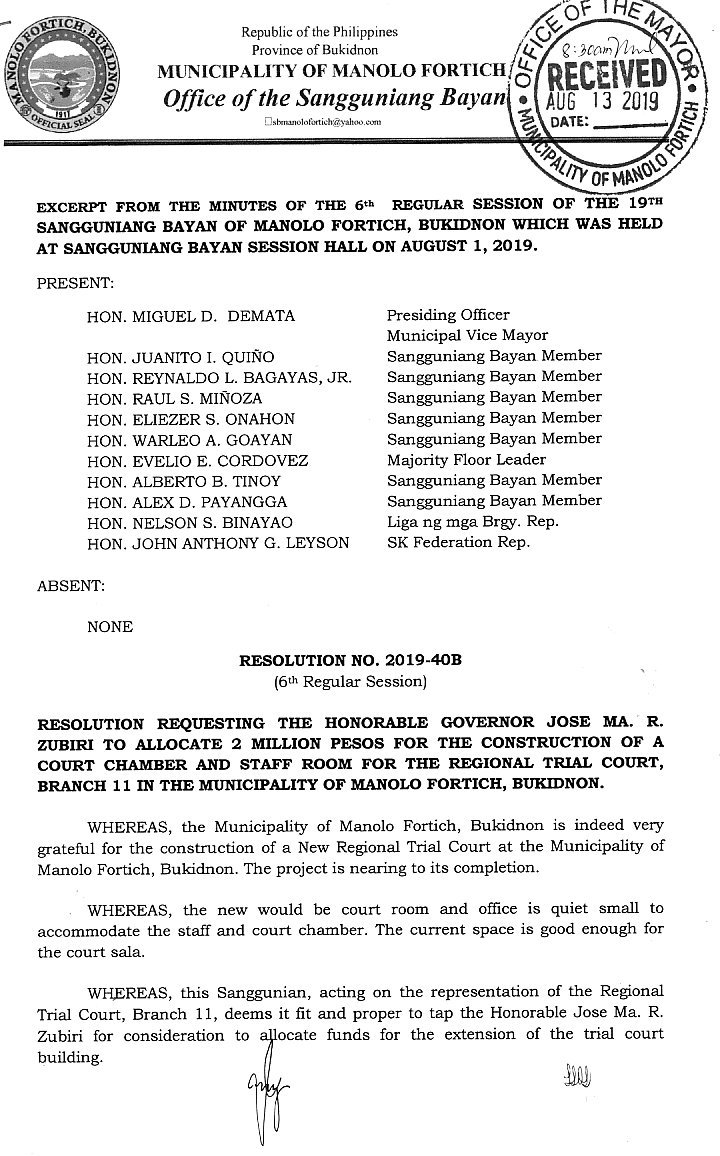 MANOLO FORTICH, BUKIDNON
1917
OFFICIAL SEAL
Republic of the Philippines
Province of Bukidnon
MUNICIPALITY OF MANOLO FORTICH
Office of the Sangguniang Bayan
sbmanolofortich@yahoo.com
OFFICE OF THE MAYOR
8:30am
RECEIVED
AUG 13 2019
DATE:
MUNICIPALITY OF MANOLO FORTICH
EXCERPT FROM THE MINUTES OF THE 6th REGULAR SESSION OF THE 19TH
SANGGUNIANG BAYAN OF MANOLO FORTICH, BUKIDNON WHICH WAS HELD
AT SANGGUNIANG BAYAN SESSION HALL ON AUGUST 1, 2019.
PRESENT:
HON. MIGUEL D. DEMATA Presiding Officer
Municipal Vice Mayor
HON. JUANITO I. QUIÑO Sangguniang Bayan Member
HON. REYNALDO L. BAGAYAS, JR. Sangguniang Bayan Member
HON. RAUL S. MIÑOZA Sangguniang Bayan Member
HON. ELIEZER S. ONAHON Sangguniang Bayan Member
HON. WARLEO A. GOAYAN Sangguniang Bayan Member
HON. EVELIO E. CORDOVEZ Majority Floor Leader
HON. ALBERTO B. TINOY Sangguniang Bayan Member
HON. ALEX D. PAYANGGA Sangguniang Bayan Member
HON. NELSON S. BINAYAO Liga ng mga Brgy. Rep.
HON. JOHN ANTHONY G. LEYSON SK Federation Rep.
ABSENT:
NONE
RESOLUTION NO. 2019-40B
(6th Regular Session)
RESOLUTION REQUESTING THE HONORABLE GOVERNOR JOSE MA. R.
ZUBIRI TO ALLOCATE 2 MILLION PESOS FOR THE CONSTRUCTION OF A
COURT CHAMBER AND STAFF ROOM FOR THE REGIONAL TRIAL COURT,
BRANCH 11 IN THE MUNICIPALITY OF MANOLO FORTICH, BUKIDNON.
WHEREAS, the Municipality of Manolo Fortich, Bukidnon is indeed very
grateful for the construction of a New Regional Trial Court at the Municipality of
Manolo Fortich, Bukidnon. The project is nearing to its completion.
WHEREAS, the new would be court room and office is quiet small to
accommodate the staff and court chamber. The current space is good enough for
the court sala.
WHEREAS, this Sanggunian, acting on the representation of the Regional
Trial Court, Branch 11, deems it fit and proper to tap the Honorable Jose Ma. R.
Zubiri for consideration to allocate funds for the extension of the trial court
building.